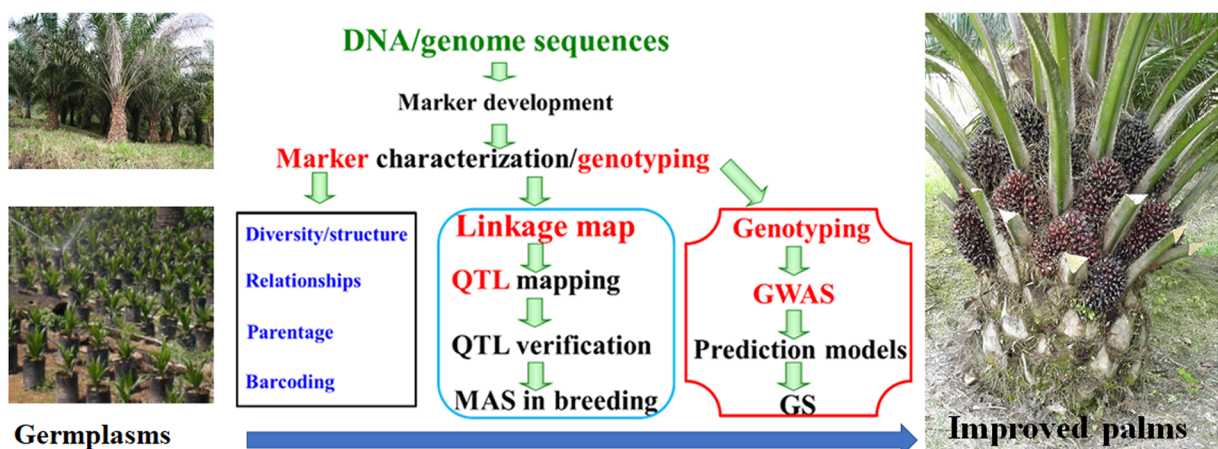 DNA/genome sequences
Marker development
Marker characterization/genotyping
Diversity/structure
Relationships
Parentage
Barcoding
Linkage map
QTL mapping
QTL verification
MAS in breeding
Genotyping
GWAS
Prediction models
GS
Germplasms
Improved palms